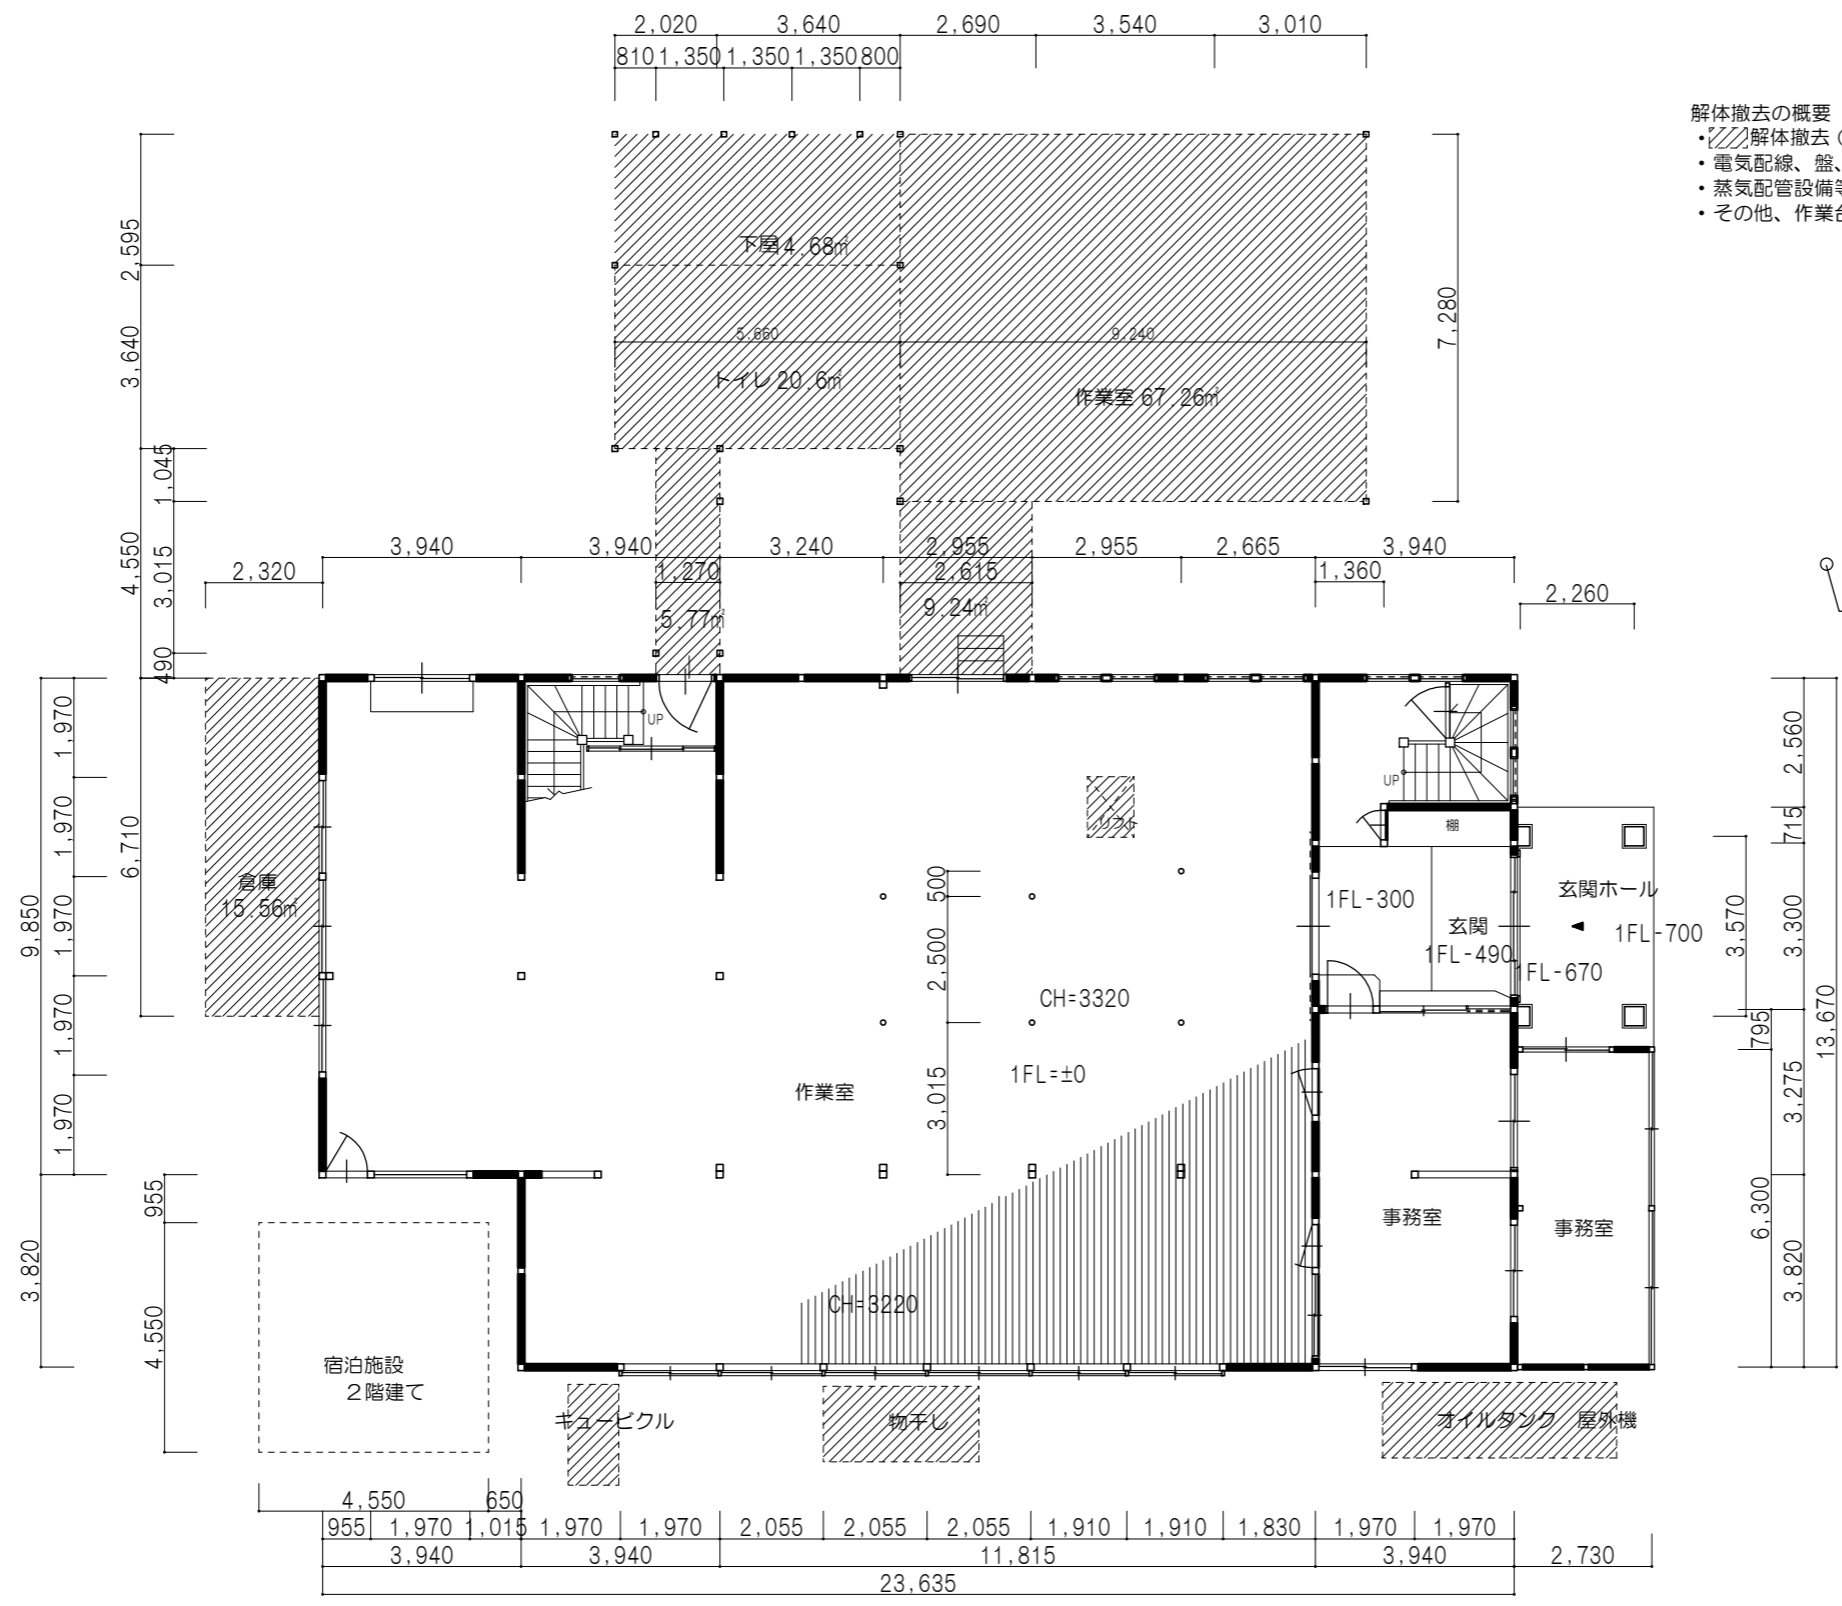 2,020 3,640 2,690 3,540 3,010
810 1,350 1,350 1,350 800
解体撤去の概要
・解体撤去（
・電気配線、盤、
・蒸気配管設備等
・その他、作業台
2,595
下屋14.68㎡
3,640
5,660 9,240
7,280
トイレ 20.6㎡
作業室 67.26㎡
1,045
4,550
3,015
490
3,940 3,940 3,240 2,955 2,955 2,665 3,940
2,320 1,270 2,615 1,360 2,260
5.77㎡ 9.24㎡
UP
UP
リフト
棚
1,970
1,970
1,970
1,970
1,970
9,850
6,710
倉庫
15.56㎡
500
2,500
3,015
CH=3320
1FL=±0
作業室
1FL-300
玄関
1FL-490
玄関ホール
1FL-700
1FL-670
2,560
715
3,300
3,570
795
13,670
3,275
6,300
3,820
事務室
事務室
955
3,820
4,550
CH=3220
宿泊施設
２階建て
キュービクル 物干し オイルタンク 屋外機
4,550 650
955 1,970 1,015 1,970 1,970 2,055 2,055 2,055 1,910 1,910 1,830 1,970 1,970
3,940 3,940 11,815 3,940 2,730
23,635